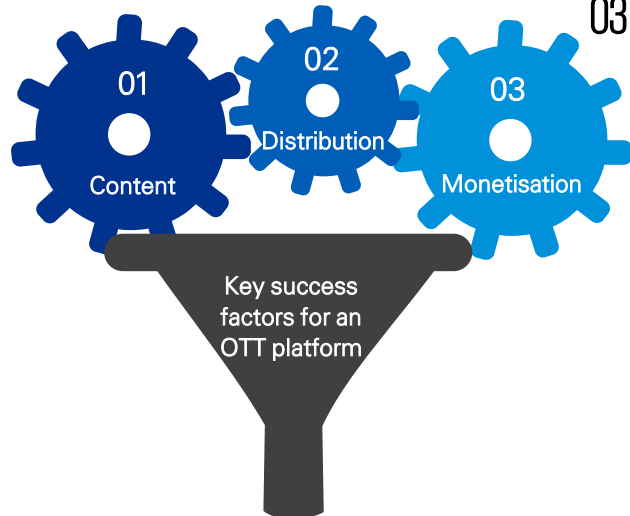 03
01
Content
02
Distribution
03
Monetisation
Key success
factors for an
OTT platform